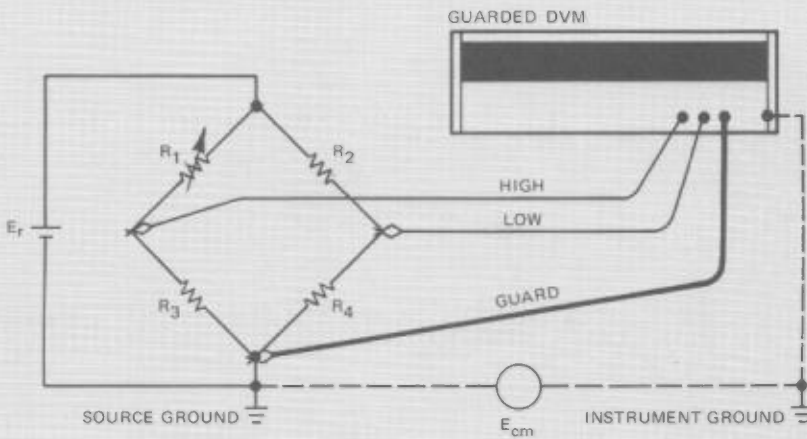 GUARDED DVM
R1
R2
HIGH
Er
LOW
R3
R4
GUARD
SOURCE GROUND
Ecm
INSTRUMENT GROUND